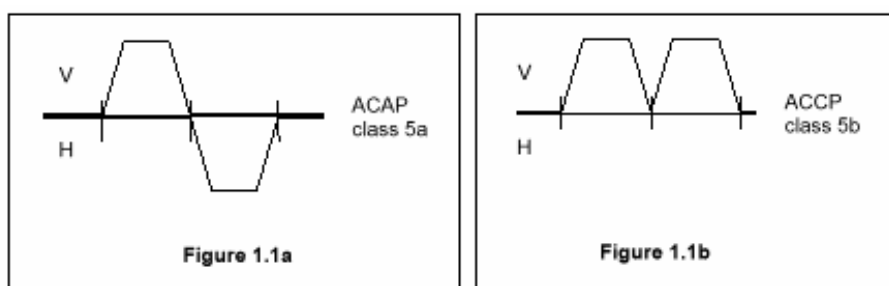 V
H
ACAP
class 5a
Figure 1.1a
V
H
ACCP
class 5b
Figure 1.1b